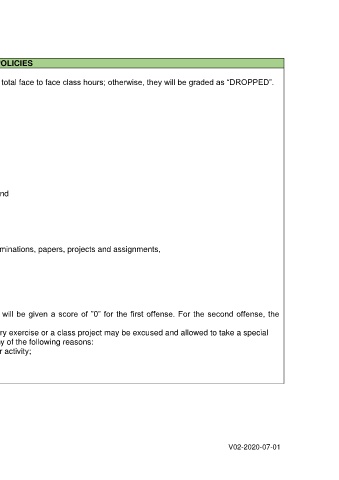 OLICIES
total face to face class hours; otherwise, they will be graded as “DROPPED”.
nd
minations, papers, projects and assignments,
will be given a score of "0" for the first offense. For the second offense, the
ry exercise or a class project may be excused and allowed to take a special
y of the following reasons:
r activity;
V02-2020-07-01